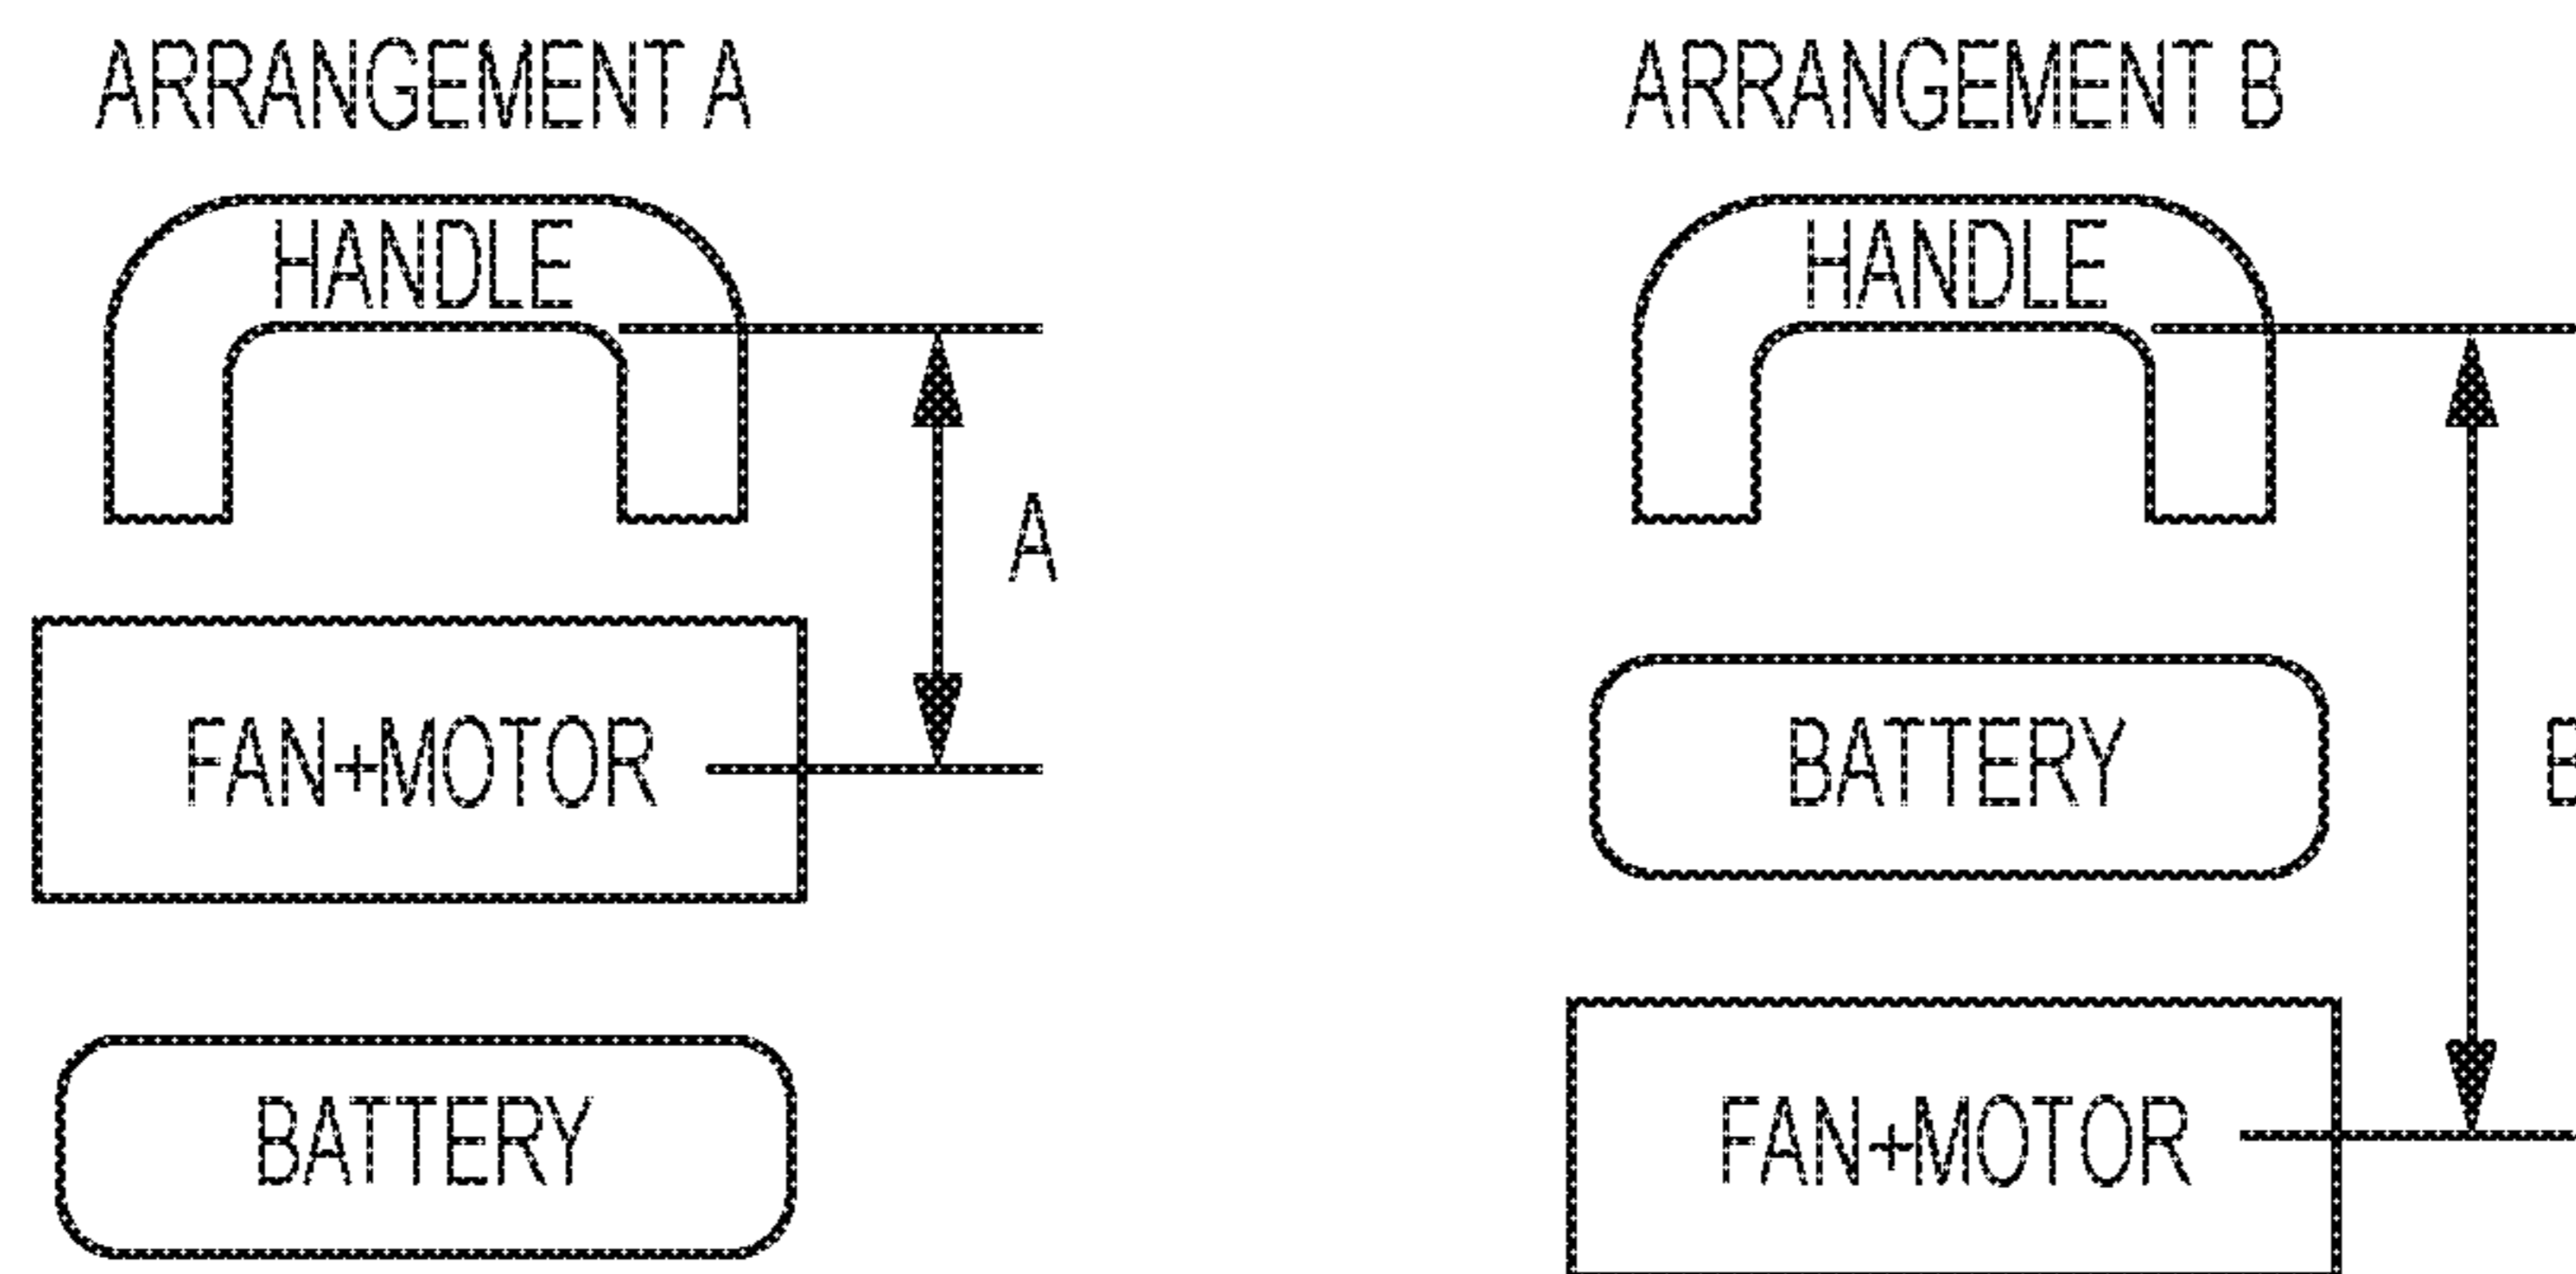 ARRANGEMENT A
HANDLE
A
FAN+MOTOR
BATTERY
ARRANGEMENT B
HANDLE
BATTERY
B
FAN+MOTOR